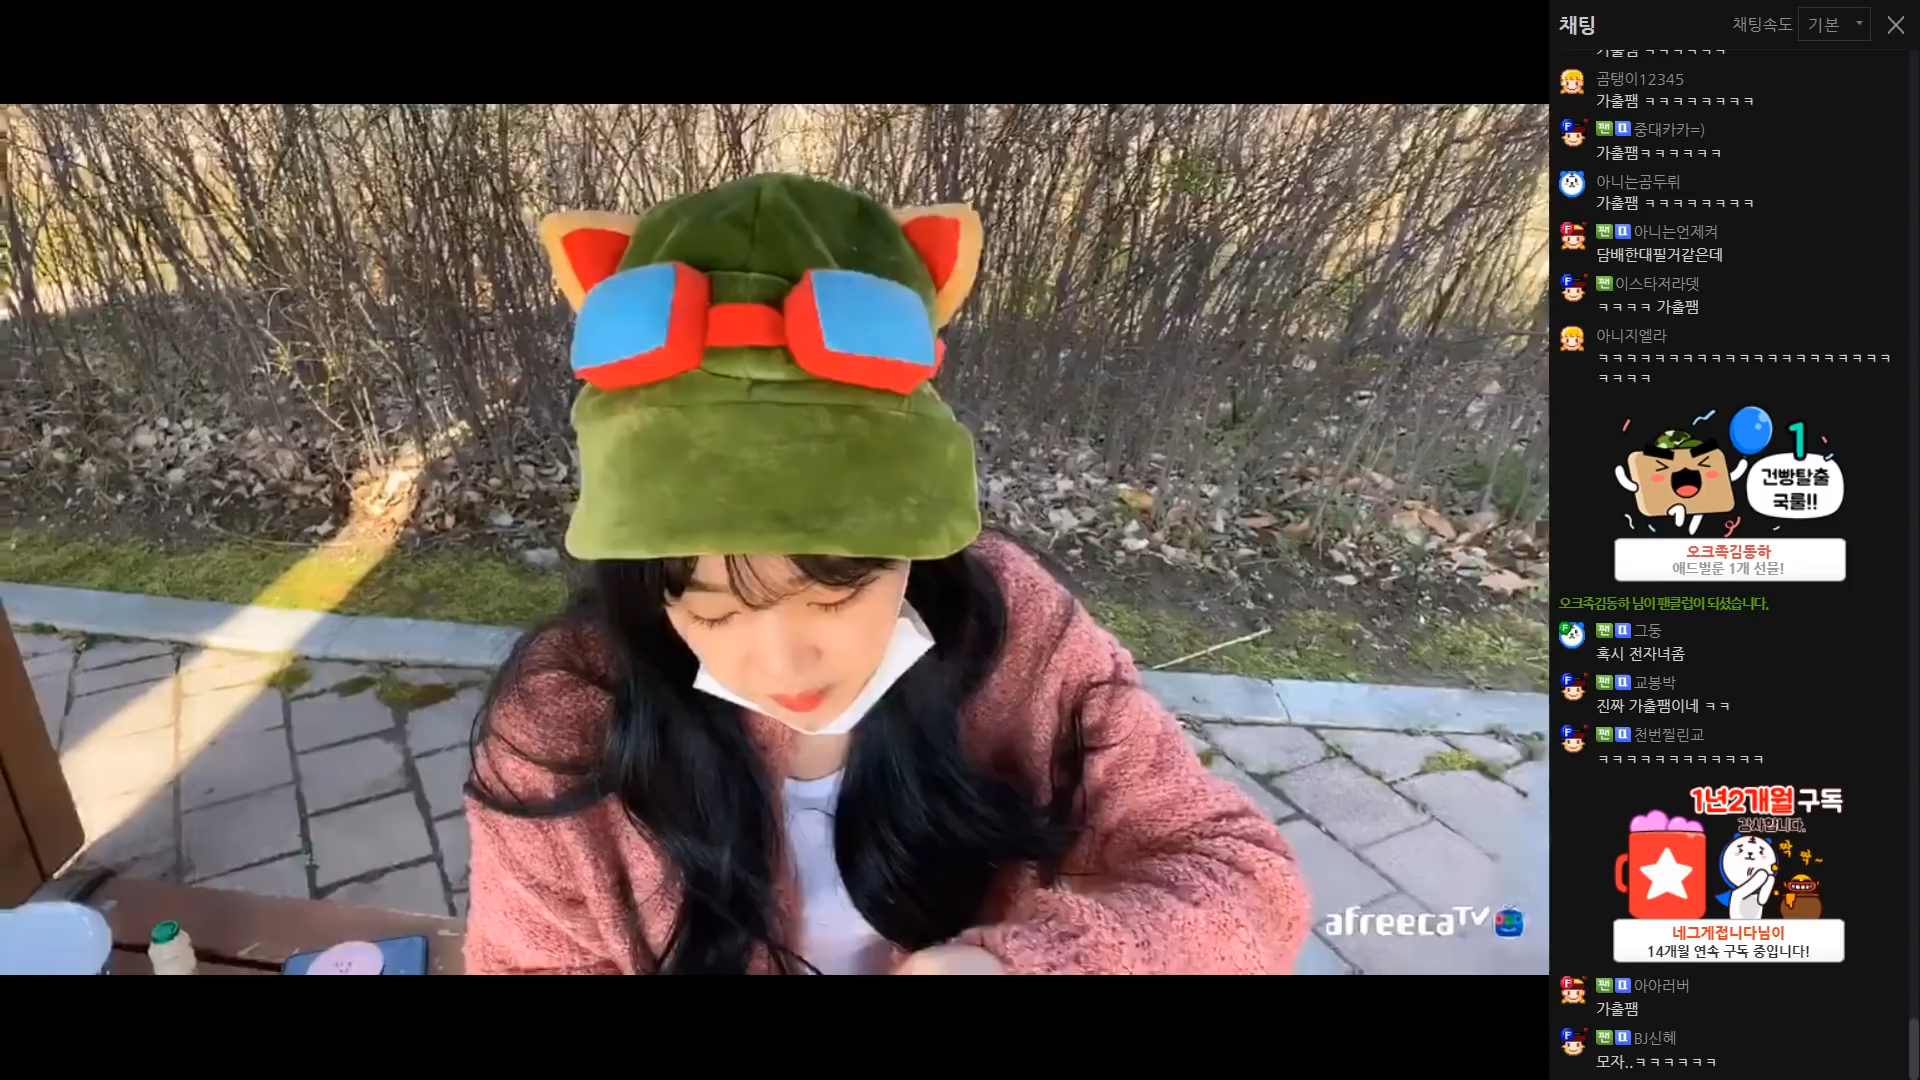 채팅
채팅속도 기본
가출팸 ㅋㅋㅋㅋㅋㅋ
곰탱이12345
가출팸 ㅋㅋㅋㅋㅋㅋㅋㅋ
팬 중대카카=)
가출팸ㅋㅋㅋㅋㅋㅋ
아니는곰두뤼
가출팸 ㅋㅋㅋㅋㅋㅋㅋㅋ
팬 아니는언제켜
담배한대필거같은데
팬 이스타저라뎃
ㅋㅋㅋㅋ 가출팸
아니지엘라
ㅋㅋㅋㅋㅋㅋㅋㅋㅋㅋㅋㅋㅋㅋㅋㅋㅋㅋㅋㅋㅋ
ㅋㅋㅋㅋ
1
건빵탈출
국룰!!
오크족김동하
애드벌룬 1개 선물!
오크족김동하 님이 팬클럽이 되셨습니다.
팬 그둥
혹시 전자녀좀
팬 교봉박
진짜 가출팸이네 ㅋㅋ
팬 천번찔린교
ㅋㅋㅋㅋㅋㅋㅋㅋㅋㅋㅋㅋ
1년2개월 구독
감사합니다.
짝 짝~
네그게접니다님이
14개월 연속 구독 중입니다!
팬 아아러버
가출팸
팬 BJ신혜
모자..ㅋㅋㅋㅋㅋㅋ
afreecaTV